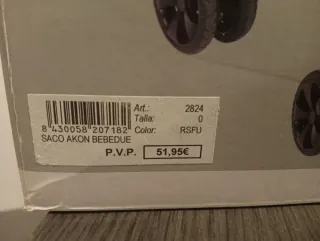 Art.: 2824
Talla: 0
8 430058 207182 Color: RSFU
SACO AKON BEBEDUE
P.V.P. 51,95€